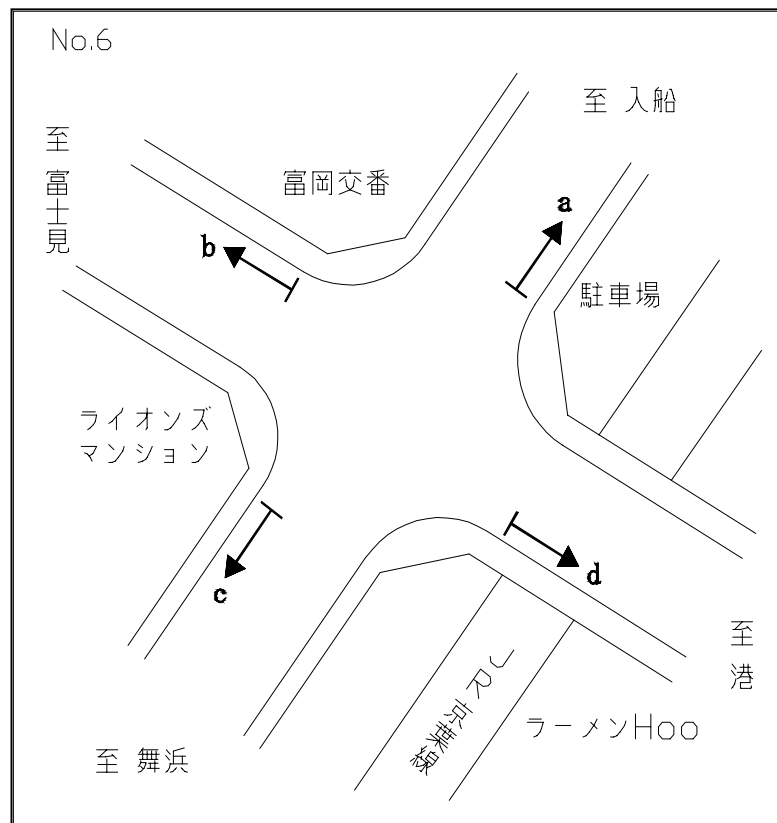 No.6
至 入船
至 富士見
富岡交番
a
b
駐車場
ライオンズ
マンション
c
d
至 港
JR京葉線
ラーメンHoo
至 舞浜